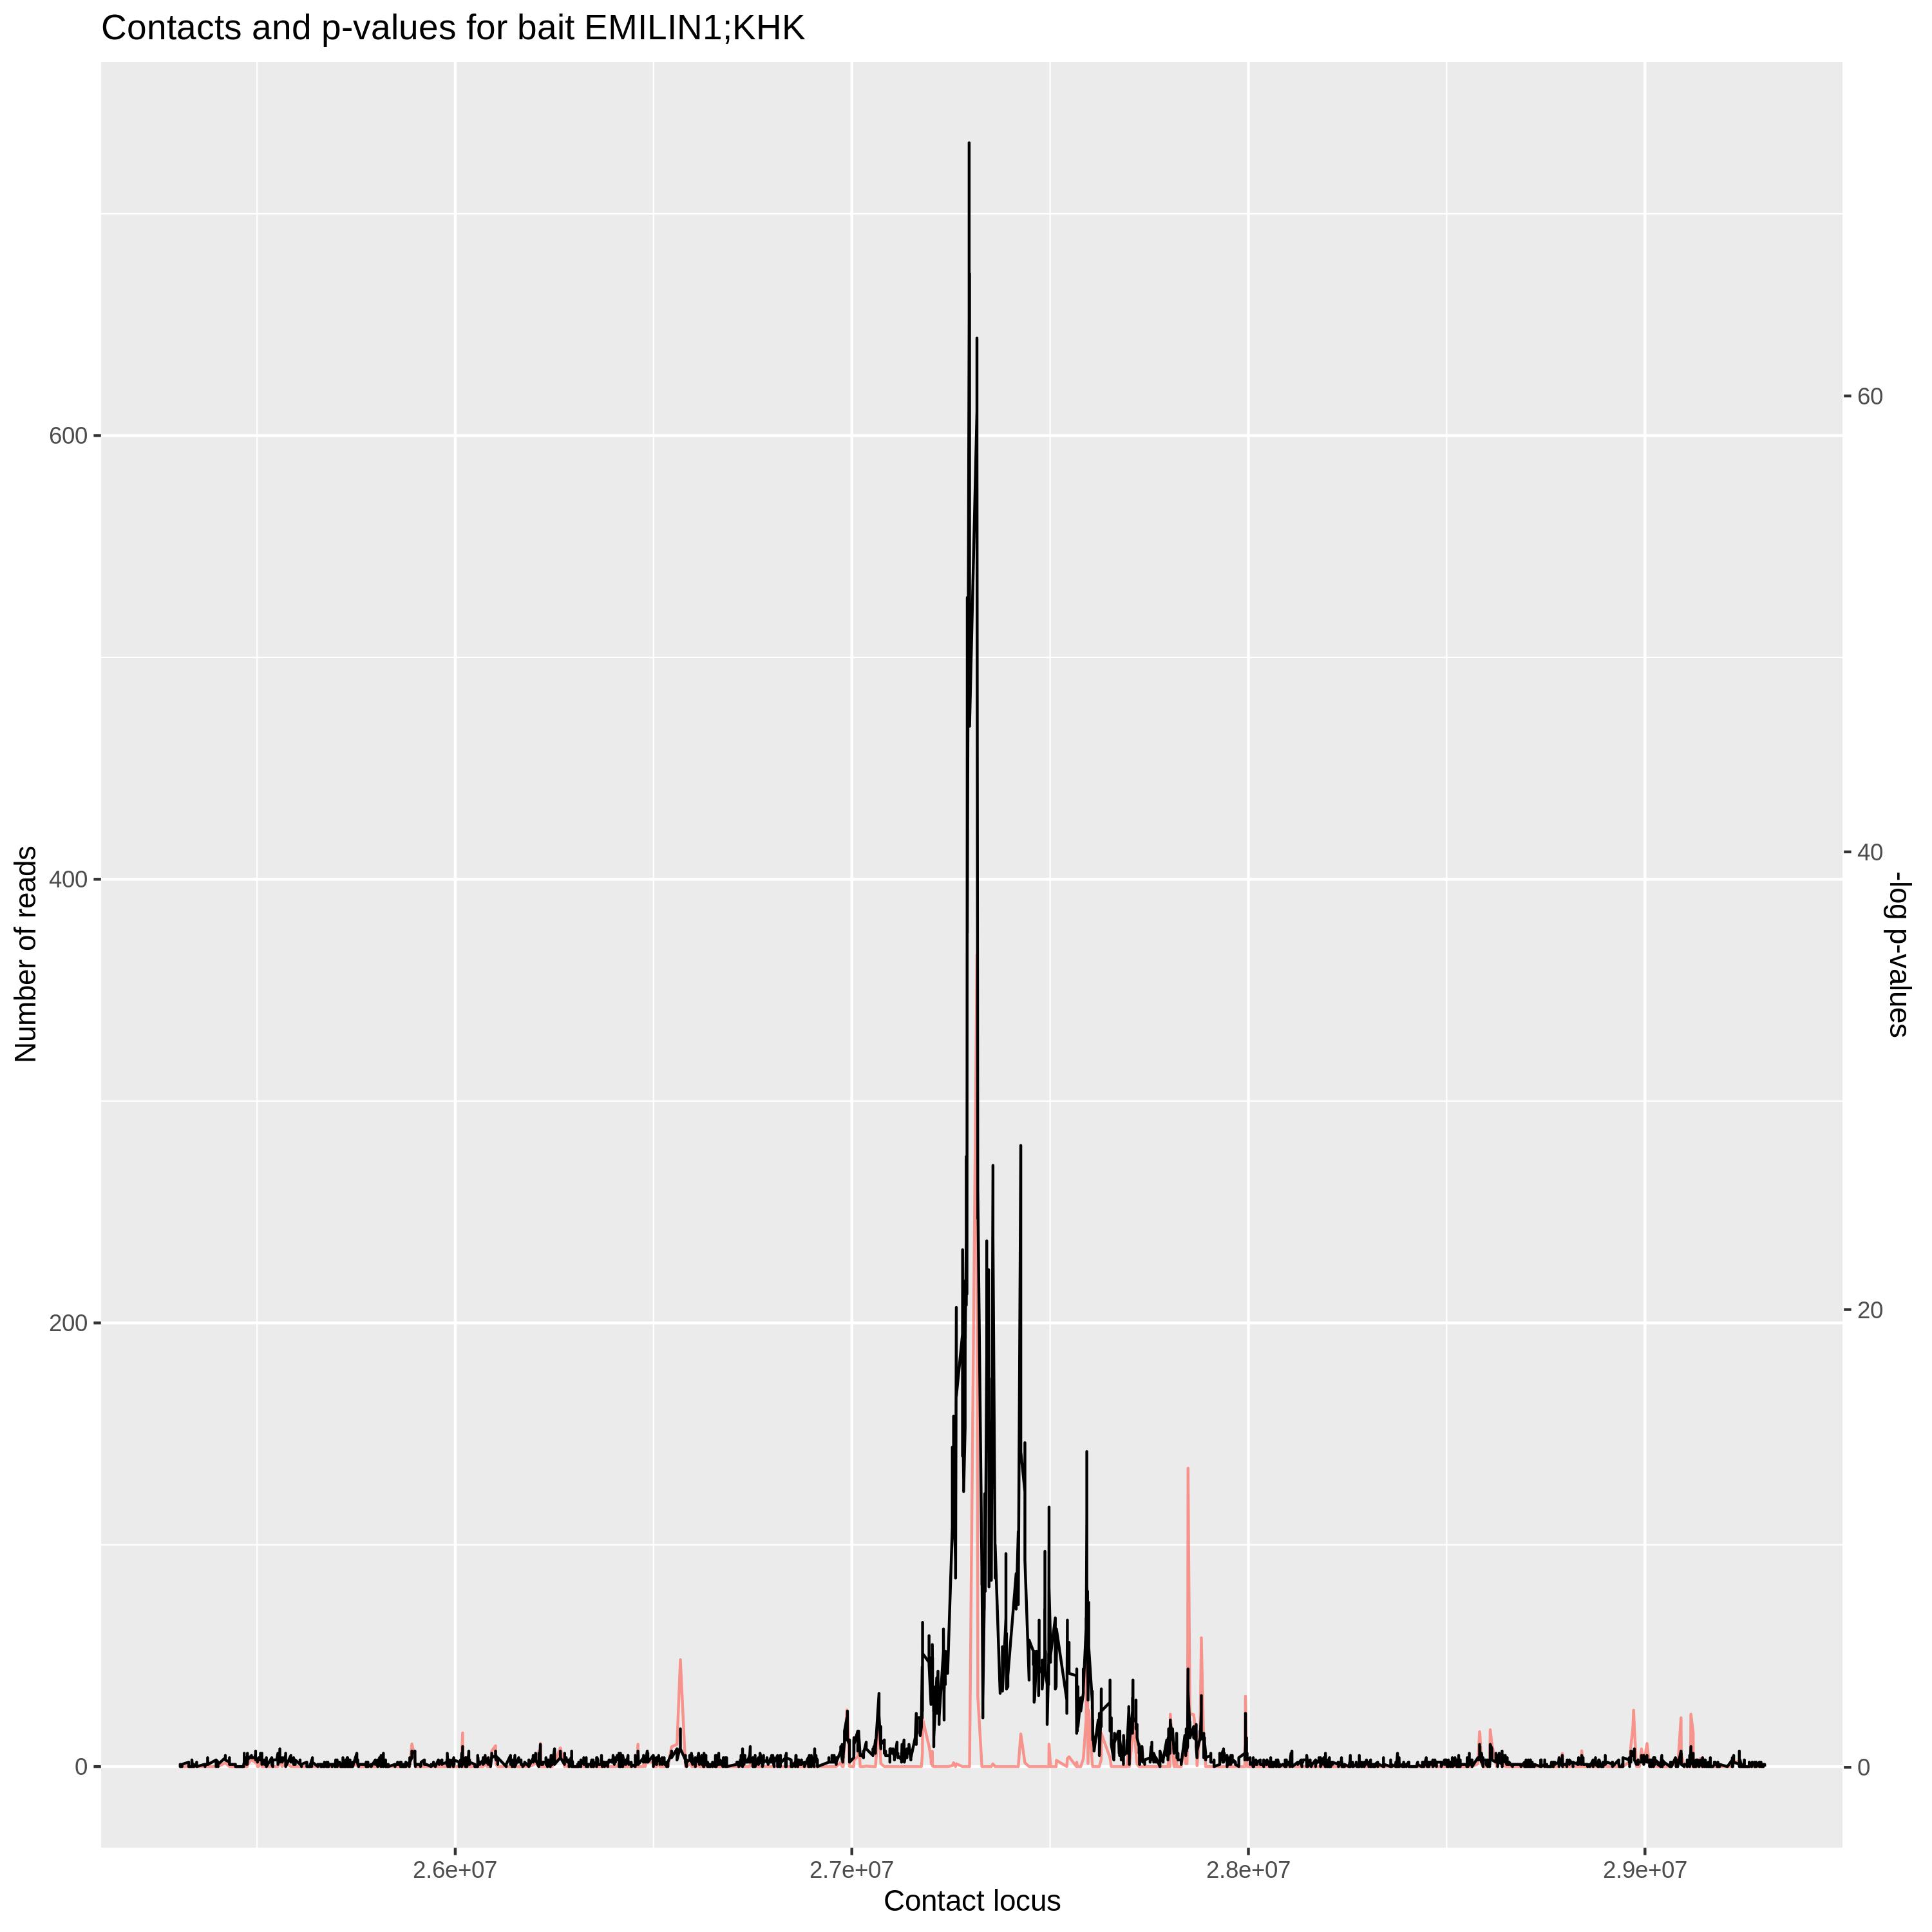 Contacts and p-values for bait EMILIN1;KHK
600
400
200
0
Number of reads
60
40
20
0
-log p-values
2.6e+07
2.7e+07
2.8e+07
2.9e+07
Contact locus